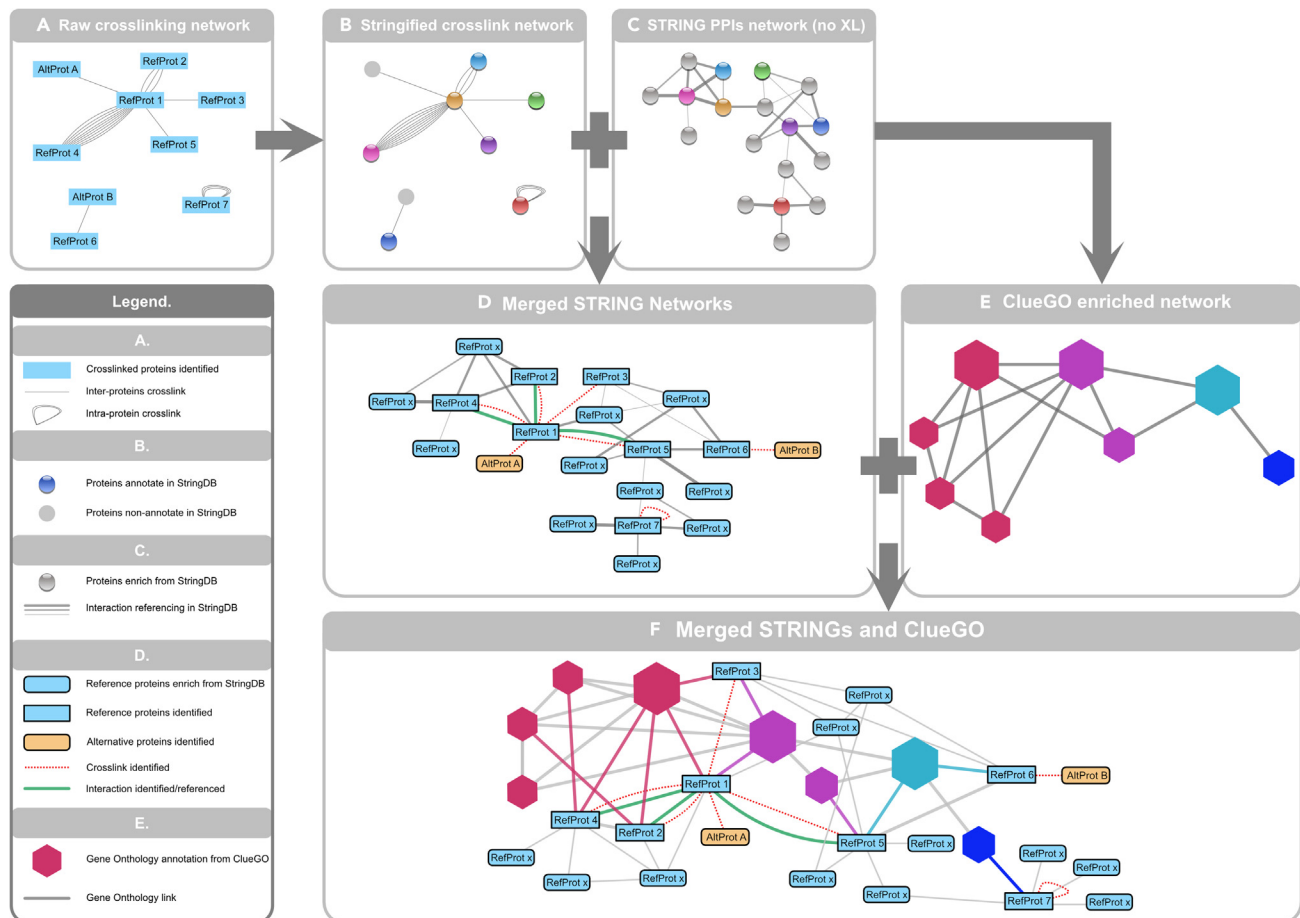 A Raw crosslinking network
AltProt A
RefProt 2
RefProt 1
RefProt 3
RefProt 4
RefProt 5
AltProt B
RefProt 7
RefProt 6
B Stringified crosslink network
C STRING PPIs network (no XL)
Legend.
A.
Crosslinked proteins identified
Inter-proteins crosslink
Intra-protein crosslink
B.
Proteins annotate in StringDB
Proteins non-annotate in StringDB
C.
Proteins enrich from StringDB
Interaction referencing in StringDB
D.
Reference proteins enrich from StringDB
Reference proteins identified
Alternative proteins identified
Crosslink identified
Interaction identified/referenced
E.
Gene Onthology annotation from ClueGO
Gene Onthology link
D Merged STRING Networks
RefProt x
RefProt 2
RefProt 3
RefProt x
RefProt 4
RefProt x
RefProt x
RefProt 1
RefProt x
RefProt 5
RefProt 6
AltProt B
AltProt A
RefProt x
RefProt x
RefProt x
RefProt x
RefProt 7
RefProt x
RefProt x
E ClueGO enriched network
F Merged STRINGs and ClueGO
RefProt 3
RefProt x
RefProt x
RefProt 6
AltProt B
RefProt 1
RefProt 4
RefProt 2
AltProt A
RefProt 5
RefProt x
RefProt x
RefProt x
RefProt x
RefProt x
RefProt x
RefProt x
RefProt x
RefProt x
RefProt 7
RefProt x